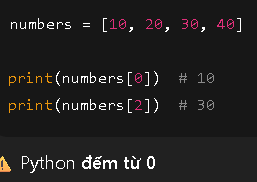 numbers = [10, 20, 30, 40]
print(numbers[0])  # 10
print(numbers[2])  # 30
⚠ Python đếm từ 0